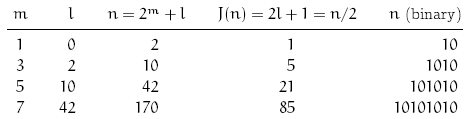 m l n = 2^m + l J(n) = 2l + 1 = n/2 n (binary)
1 0 2 1 10
3 2 10 5 1010
5 10 42 21 101010
7 42 170 85 10101010